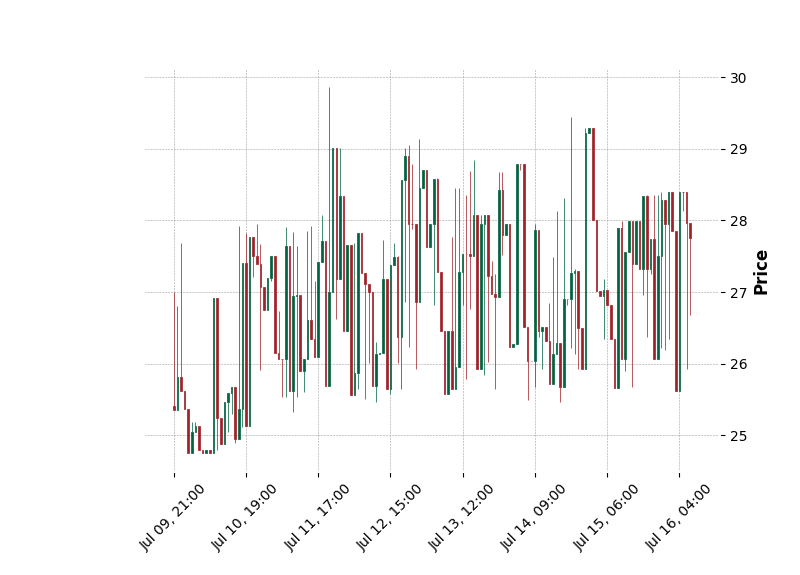 30
29
28
27
26
25
Price
Jul 09, 21:00
Jul 10, 19:00
Jul 11, 17:00
Jul 12, 15:00
Jul 13, 12:00
Jul 14, 09:00
Jul 15, 06:00
Jul 16, 04:00